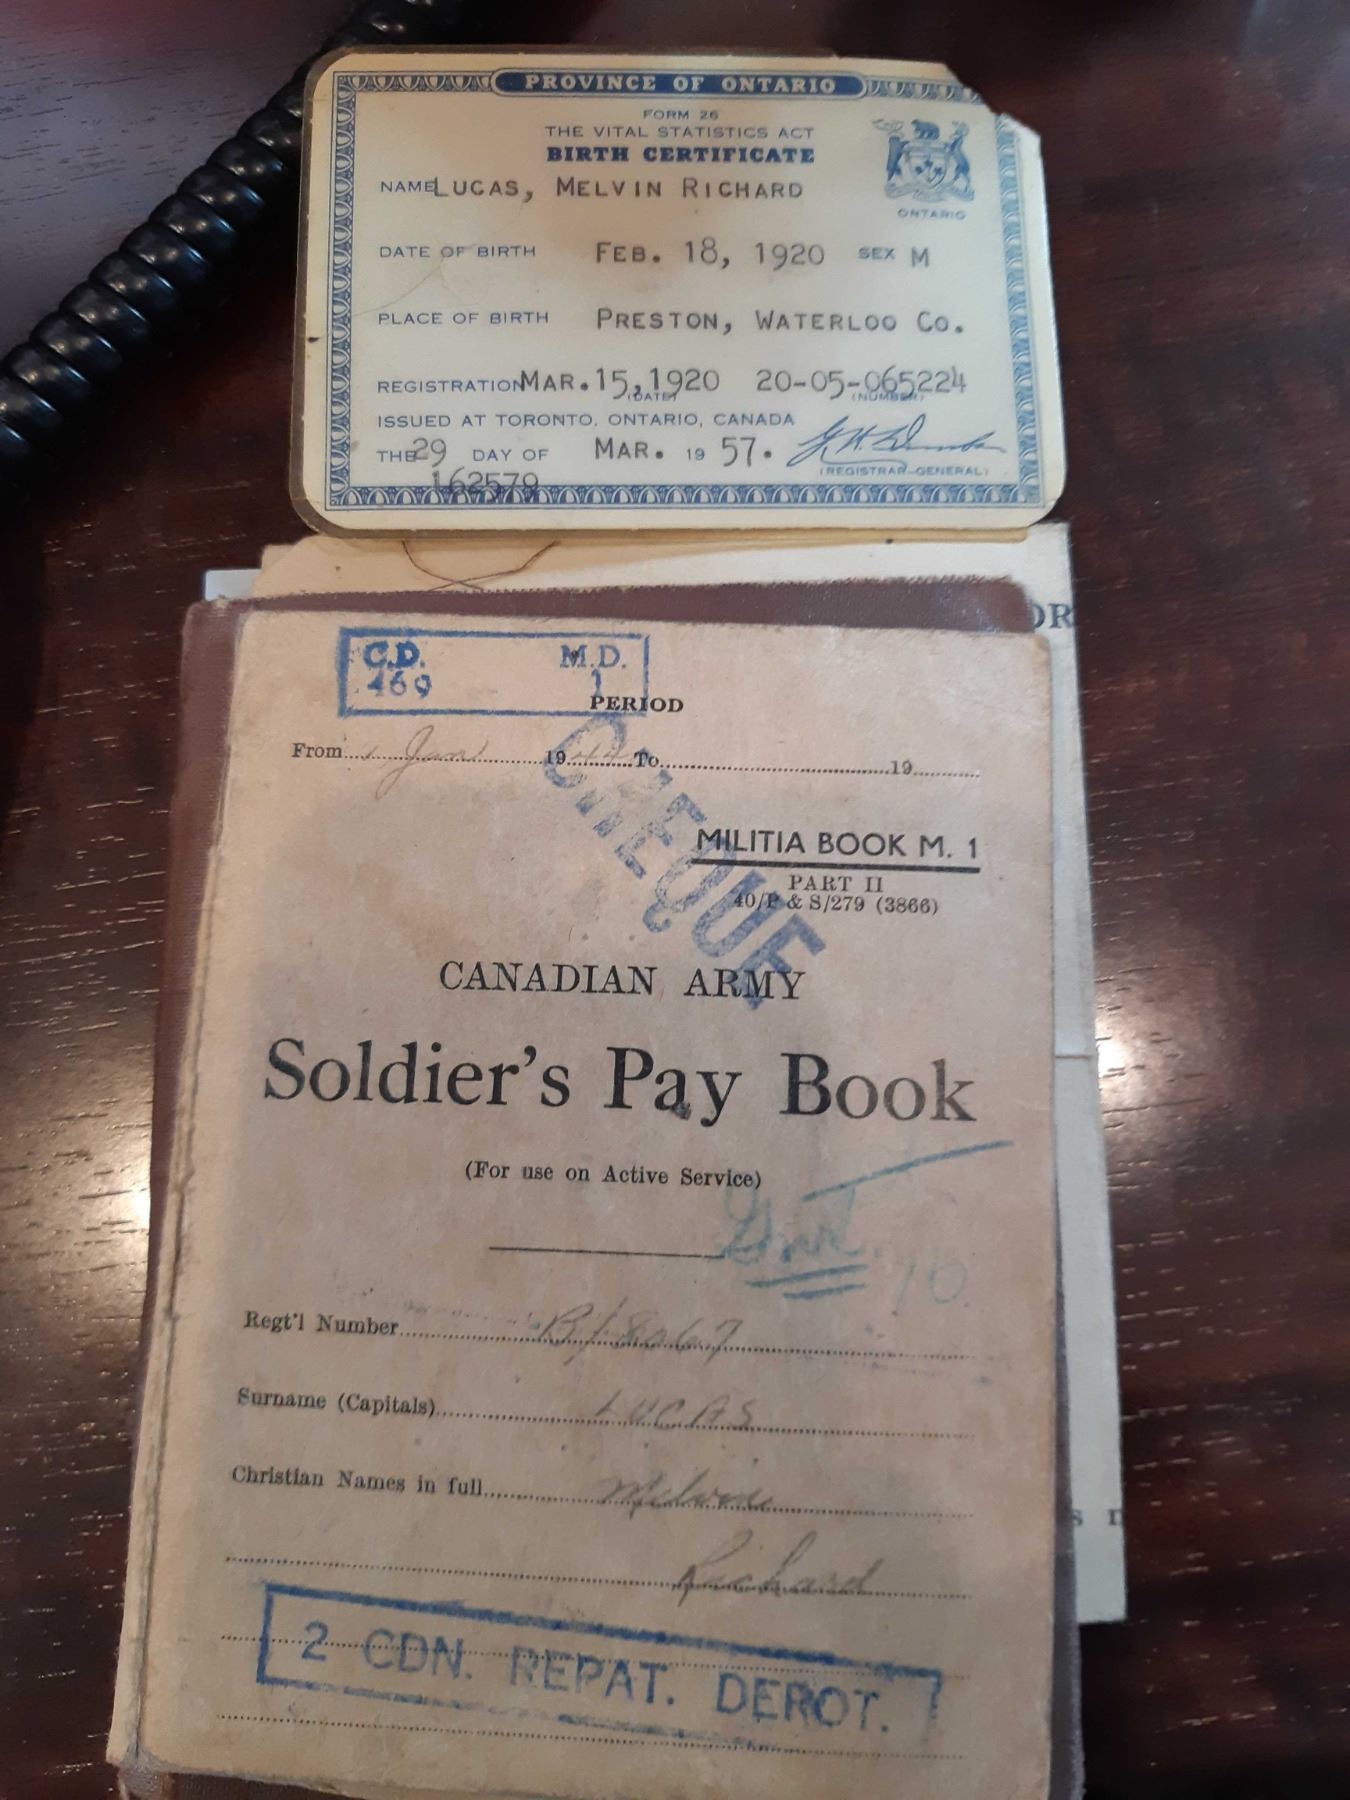 PROVINCE OF ONTARIO
FORM 26
THE VITAL STATISTICS ACT
BIRTH CERTIFICATE
NAME LUCAS, MELVIN RICHARD
ONTARIO
DATE OF BIRTH FEB. 18, 1920 SEX M
PLACE OF BIRTH PRESTON, WATERLOO CO.
REGISTRATION MAR.15,1920 20-05-065224
(DATE) (NUMBER)
ISSUED AT TORONTO, ONTARIO, CANADA
THE 29 DAY OF MAR. 19 57.
(REGISTRAR-GENERAL)
162579
OR
C.D. M.D.
469 1
PERIOD
From 1 Jan 1944 To 19
CHEQUE
MILITIA BOOK M. 1
PART II
40/P & S/279 (3866)
CANADIAN ARMY
Soldier's Pay Book
(For use on Active Service)
Regt'l Number
Surname (Capitals) LUCAS
Christian Names in full Melvin
Richard
s n
2 CDN. REPAT. DEPOT.